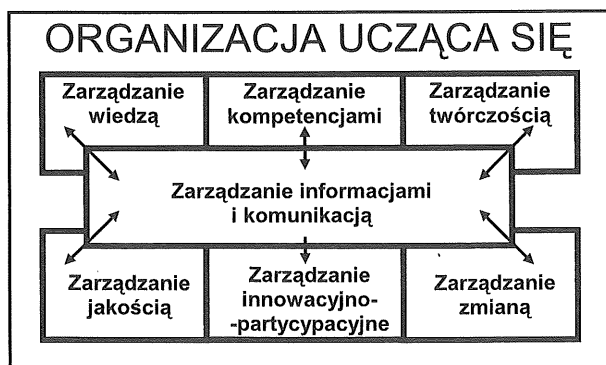 ORGANIZACJA UCZĄCA SIĘ
Zarządzanie
wiedzą
Zarządzanie
kompetencjami
Zarządzanie
twórczością
Zarządzanie informacjami
i komunikacją
Zarządzanie
jakością
Zarządzanie
innowacyjno-
-partycypacyjne
Zarządzanie
zmianą